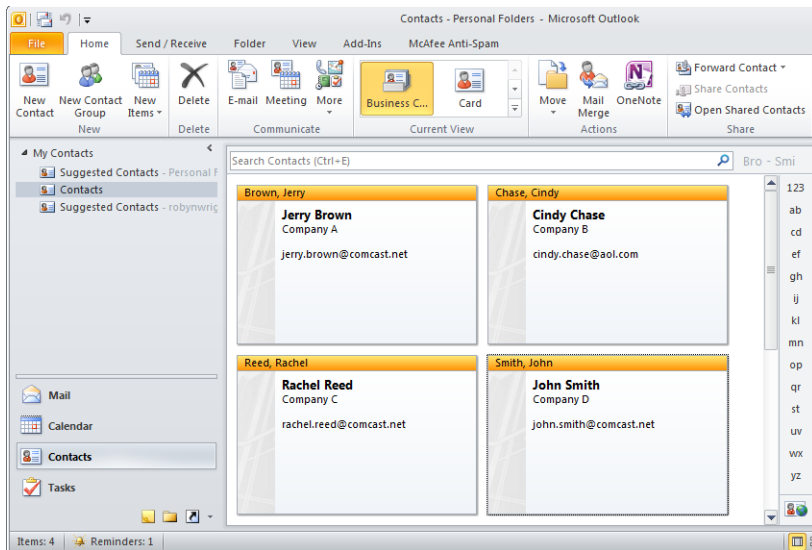 Contacts - Personal Folders - Microsoft Outlook
File Home Send / Receive Folder View Add-Ins McAfee Anti-Spam
New Contact
New Contact Group
New Items
Delete
E-mail Meeting More
Business C... Card
Move
Mail Merge
OneNote
Forward Contact
Share Contacts
Open Shared Contacts
New Delete Communicate Current View Actions Share
My Contacts
Suggested Contacts - Personal F
Contacts
Suggested Contacts - robynwrig
Search Contacts (Ctrl+E) Bro - Smi
Brown, Jerry
Jerry Brown
Company A
jerry.brown@comcast.net
Chase, Cindy
Cindy Chase
Company B
cindy.chase@aol.com
Reed, Rachel
Rachel Reed
Company C
rachel.reed@comcast.net
Smith, John
John Smith
Company D
john.smith@comcast.net
123
ab
cd
ef
gh
ij
kl
mn
op
qr
st
uv
wx
yz
Mail
Calendar
Contacts
Tasks
Items: 4 Reminders: 1